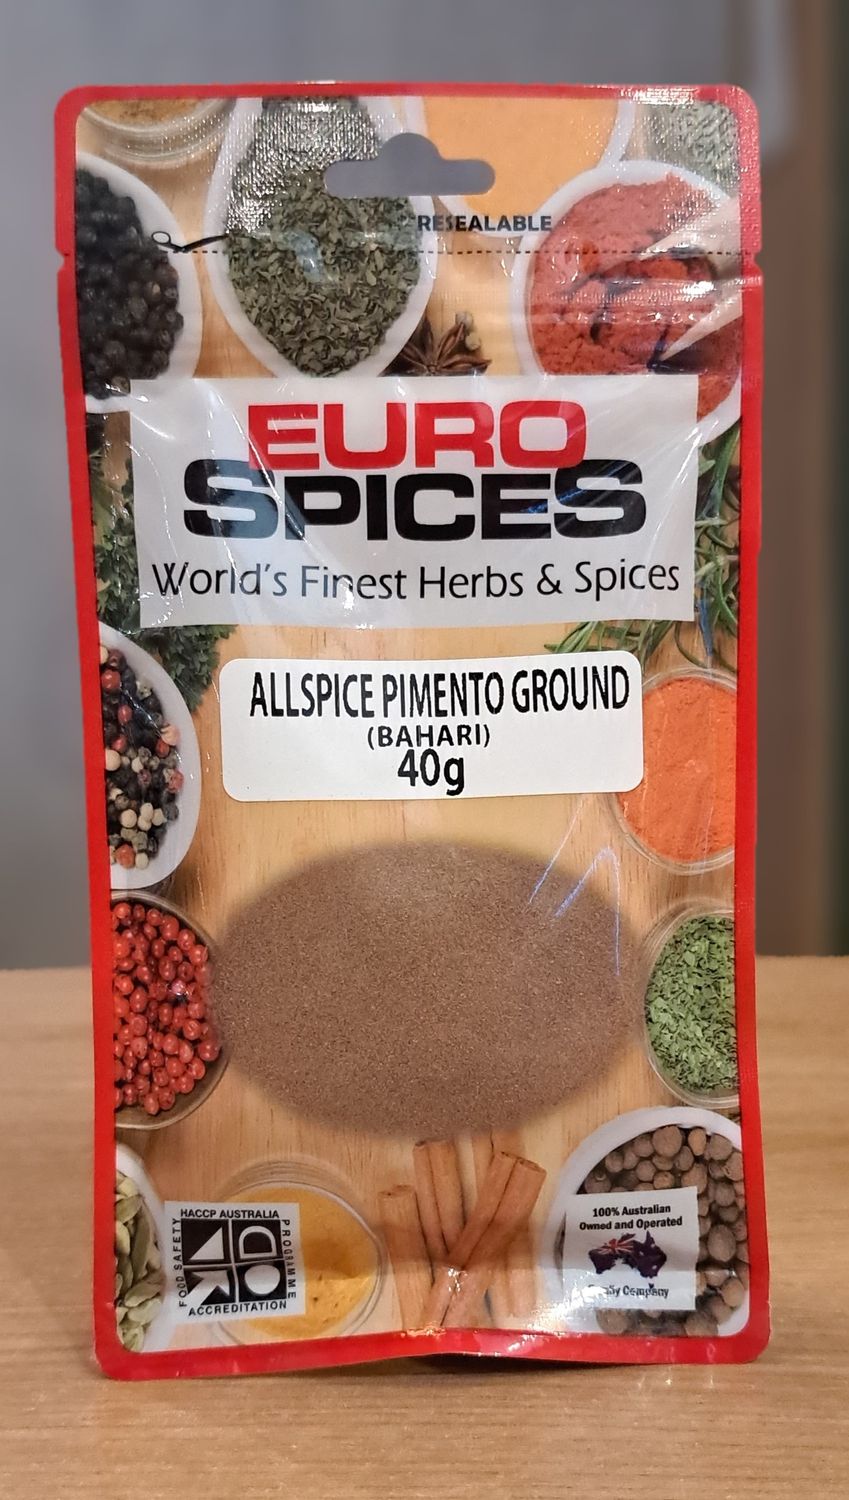 RESEALABLE
EURO
SPICES
World's Finest Herbs & Spices
ALLSPICE PIMENTO GROUND
(BAHARI)
40g
HACCP AUSTRALIA
FOOD SAFETY
PROGRAMME
ACCREDITATION
100% Australian
Owned and Operated
Company